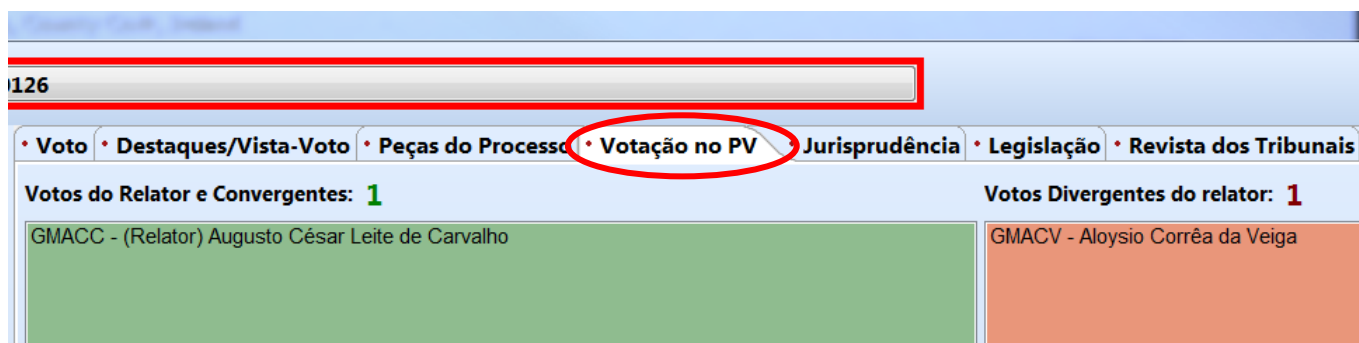 126
• Voto • Destaques/Vista-Voto • Peças do Processo • Votação no PV • Jurisprudência • Legislação • Revista dos Tribunais
Votos do Relator e Convergentes: 1 Votos Divergentes do relator: 1
GMACC - (Relator) Augusto César Leite de Carvalho GMACV - Aloysio Corrêa da Veiga